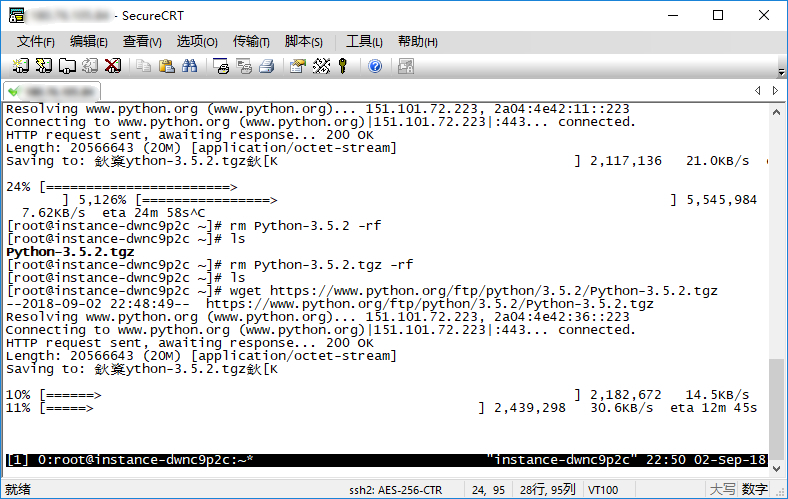 - SecureCRT
文件(F) 编辑(E) 查看(V) 选项(O) 传输(T) 脚本(S) 工具(L) 帮助(H)
Resolving www.python.org (www.python.org)... 151.101.72.223, 2a04:4e42:11::223
Connecting to www.python.org (www.python.org)|151.101.72.223|:443... connected.
HTTP request sent, awaiting response... 200 OK
Length: 20566643 (20M) [application/octet-stream]
Saving to: 鈥楶ython-3.5.2.tgz鈥[K ] 2,117,136 21.0KB/s e
24% [=======================>
] 5,126% [================> ] 5,545,984
7.62KB/s eta 24m 58s^C
[root@instance-dwnc9p2c ~]# rm Python-3.5.2 -rf
[root@instance-dwnc9p2c ~]# ls
Python-3.5.2.tgz
[root@instance-dwnc9p2c ~]# rm Python-3.5.2.tgz -rf
[root@instance-dwnc9p2c ~]# ls
[root@instance-dwnc9p2c ~]# wget https://www.python.org/ftp/python/3.5.2/Python-3.5.2.tgz
--2018-09-02 22:48:49-- https://www.python.org/ftp/python/3.5.2/Python-3.5.2.tgz
Resolving www.python.org (www.python.org)... 151.101.72.223, 2a04:4e42:36::223
Connecting to www.python.org (www.python.org)|151.101.72.223|:443... connected.
HTTP request sent, awaiting response... 200 OK
Length: 20566643 (20M) [application/octet-stream]
Saving to: 鈥楶ython-3.5.2.tgz鈥[K
10% [======> ] 2,182,672 14.5KB/s
11% [=====> ] 2,439,298 30.6KB/s eta 12m 45s
[1] 0:root@instance-dwnc9p2c:~* "instance-dwnc9p2c" 22:50 02-Sep-18
就绪 ssh2: AES-256-CTR 24, 95 28行, 95列 VT100 大写 数字